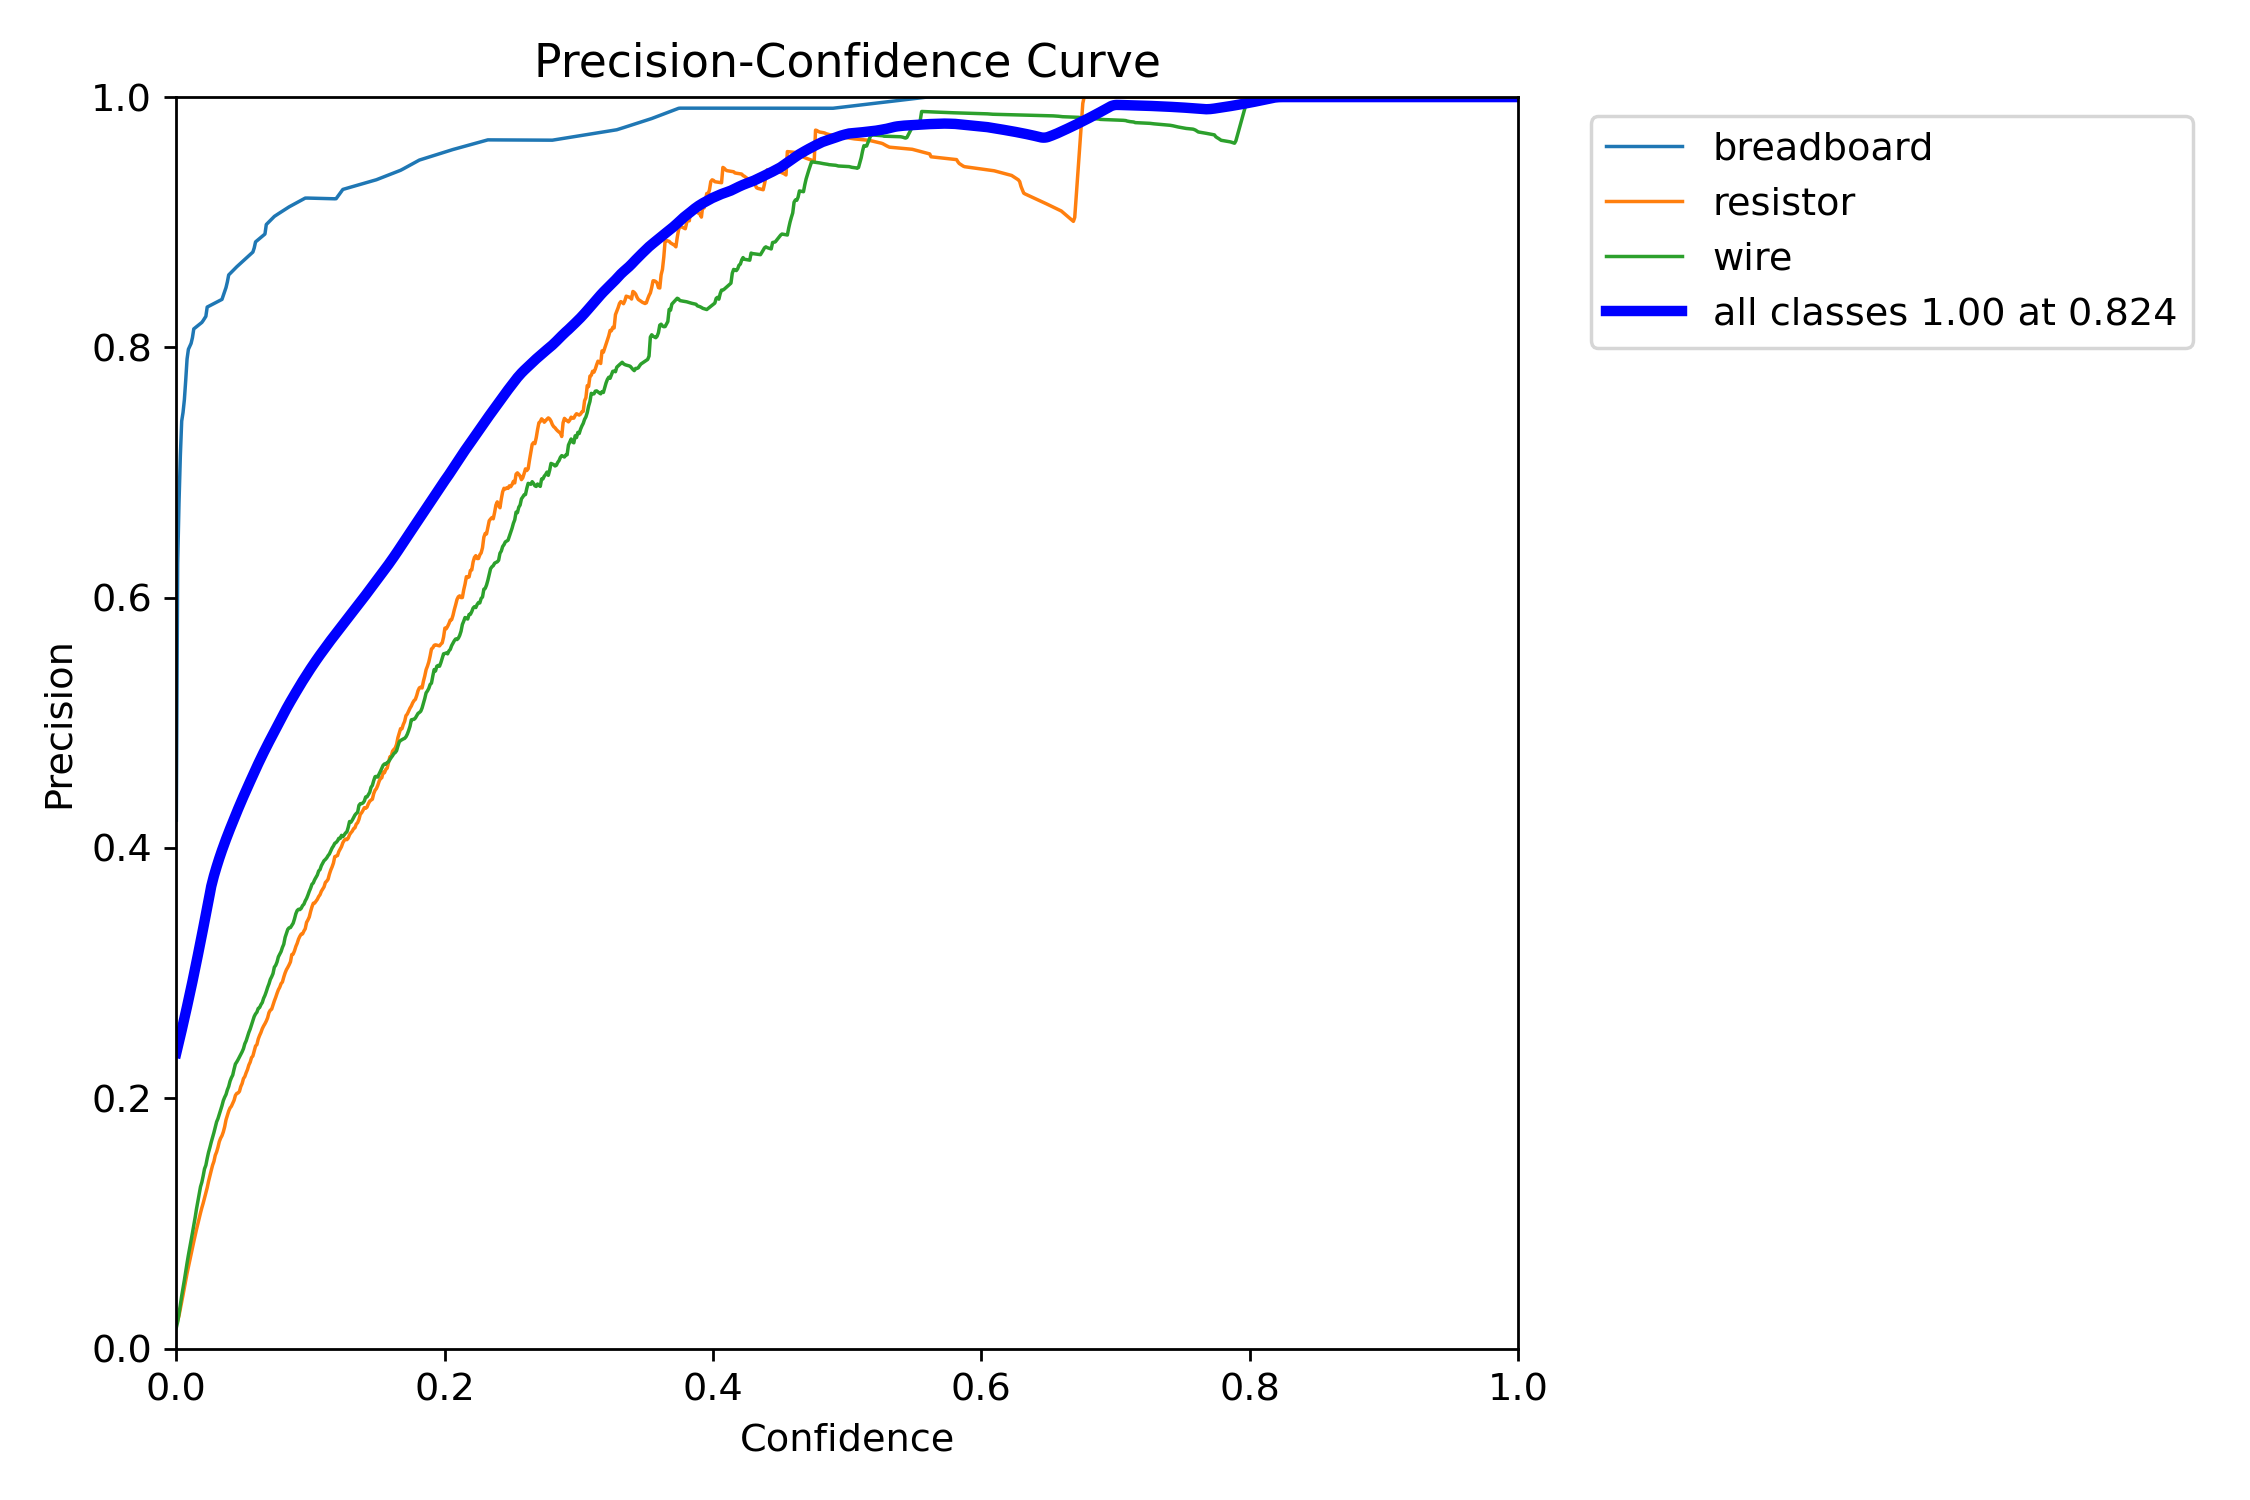 Precision-Confidence Curve
1.0
0.8
0.6
0.4
0.2
0.0
Precision
0.0 0.2 0.4 0.6 0.8 1.0
Confidence
breadboard
resistor
wire
all classes 1.00 at 0.824